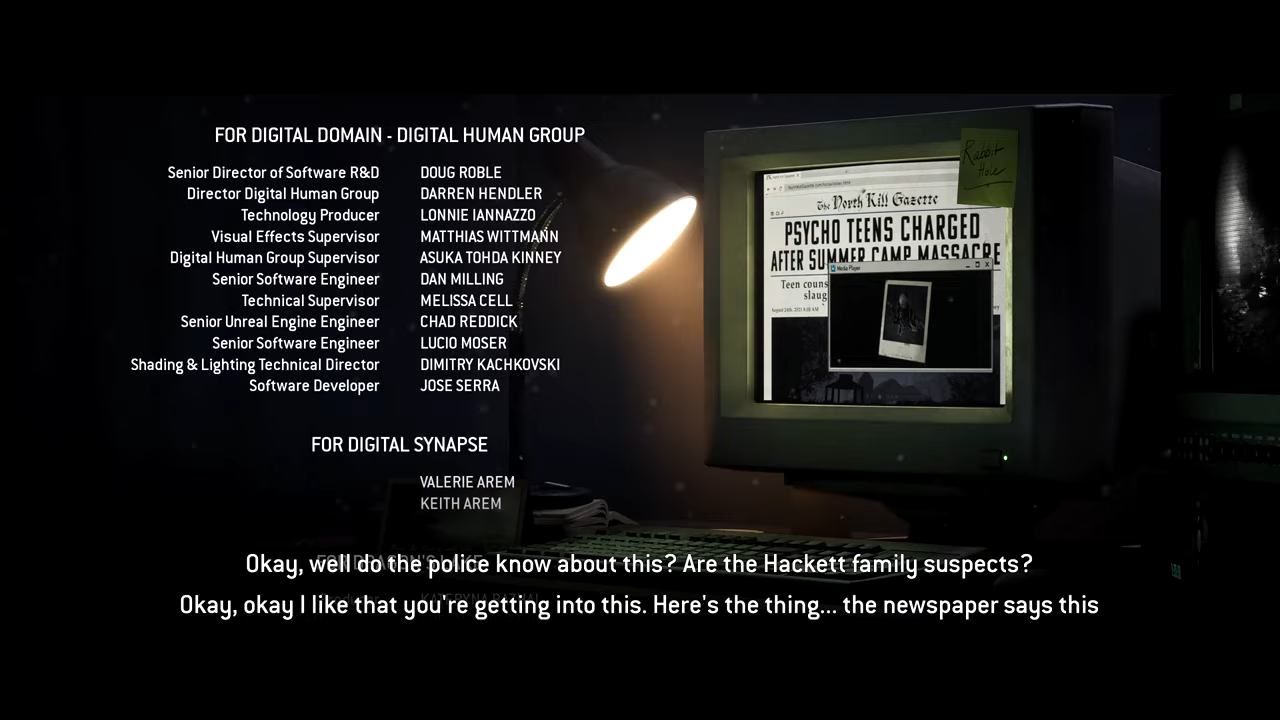 FOR DIGITAL DOMAIN - DIGITAL HUMAN GROUP
Senior Director of Software R&D DOUG ROBLE
Director Digital Human Group DARREN HENDLER
Technology Producer LONNIE IANNAZZO
Visual Effects Supervisor MATTHIAS WITTMANN
Digital Human Group Supervisor ASUKA TOHDA KINNEY
Senior Software Engineer DAN MILLING
Technical Supervisor MELISSA CELL
Senior Unreal Engine Engineer CHAD REDDICK
Senior Software Engineer LUCIO MOSER
Shading & Lighting Technical Director DIMITRY KACHKOVSKI
Software Developer JOSE SERRA
FOR DIGITAL SYNAPSE
VALERIE AREM
KEITH AREM
Rabbit
Hole
The North Kill Gazette
PSYCHO TEENS CHARGED
AFTER SUMMER CAMP MASSACRE
Media Player
Teen couns
slaug
Okay, well do the police know about this? Are the Hackett family suspects?
Okay, okay I like that you're getting into this. Here's the thing... the newspaper says this